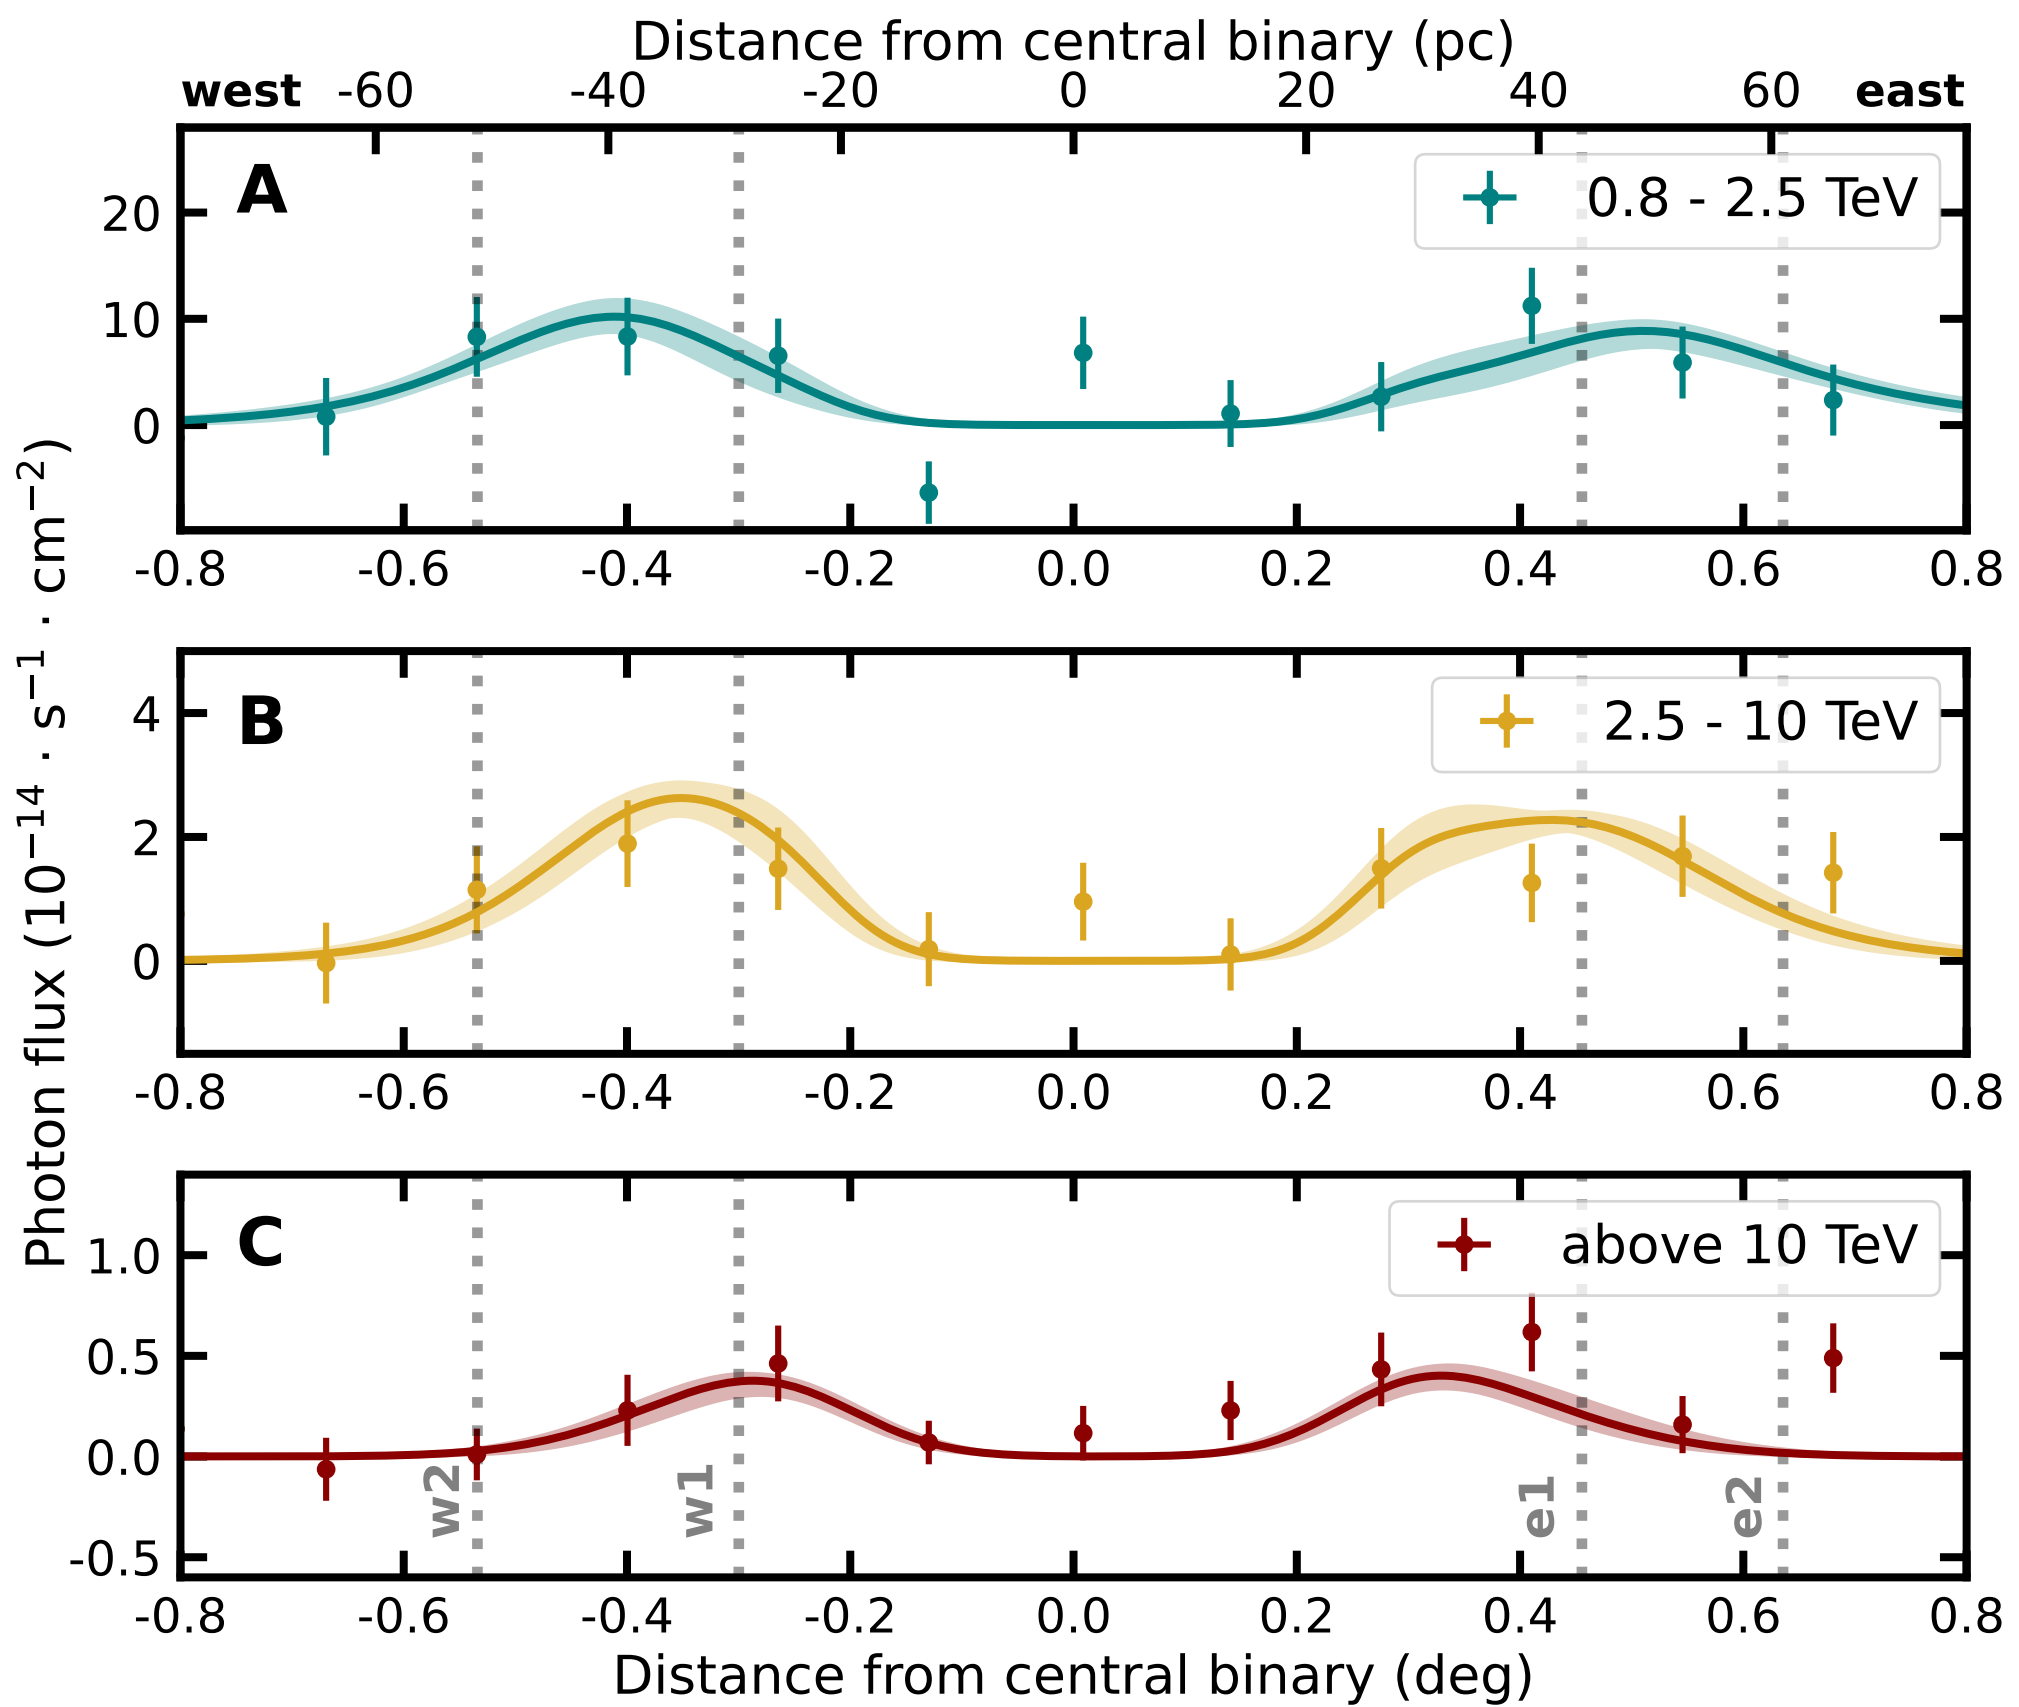 Distance from central binary (pc)
west -60 -40 -20 0 20 40 60 east
A
0.8 - 2.5 TeV
20
10
0
-0.8 -0.6 -0.4 -0.2 0.0 0.2 0.4 0.6 0.8
Photon flux (10⁻¹⁴ · s⁻¹ · cm⁻²)
B
2.5 - 10 TeV
4
2
0
-0.8 -0.6 -0.4 -0.2 0.0 0.2 0.4 0.6 0.8
C
above 10 TeV
1.0
0.5
0.0
-0.5
w2 w1 e1 e2
-0.8 -0.6 -0.4 -0.2 0.0 0.2 0.4 0.6 0.8
Distance from central binary (deg)